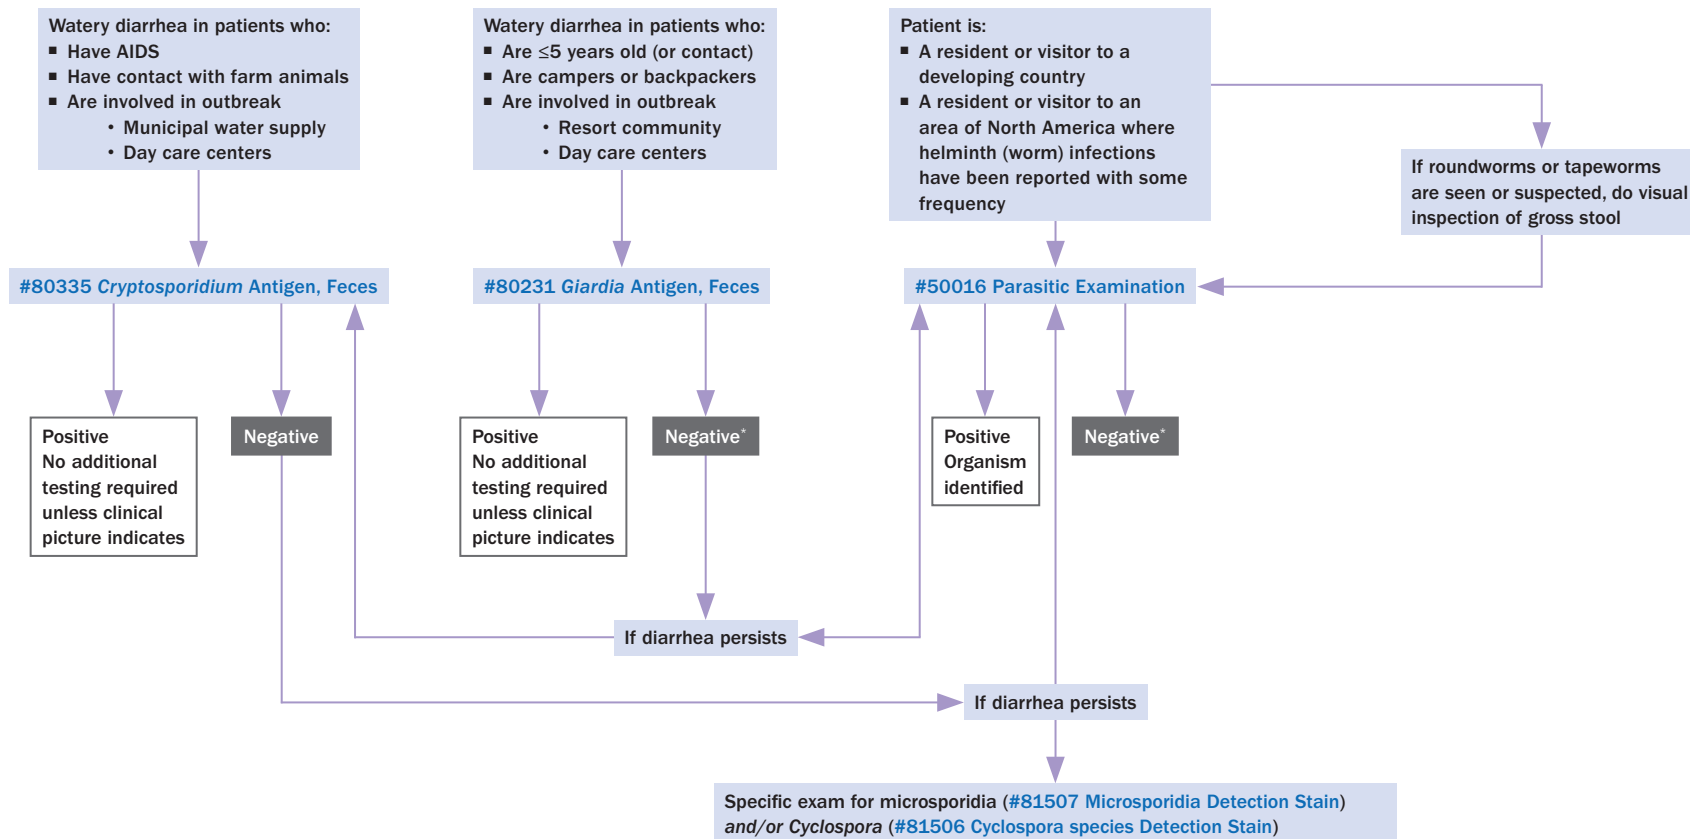 Watery diarrhea in patients who:
▪ Have AIDS
▪ Have contact with farm animals
▪ Are involved in outbreak
• Municipal water supply
• Day care centers
Watery diarrhea in patients who:
▪ Are ≤5 years old (or contact)
▪ Are campers or backpackers
▪ Are involved in outbreak
• Resort community
• Day care centers
Patient is:
▪ A resident or visitor to a
developing country
▪ A resident or visitor to an
area of North America where
helminth (worm) infections
have been reported with some
frequency
If roundworms or tapeworms
are seen or suspected, do visual
inspection of gross stool
#80335 Cryptosporidium Antigen, Feces
#80231 Giardia Antigen, Feces
#50016 Parasitic Examination
Positive
No additional
testing required
unless clinical
picture indicates
Negative
Positive
No additional
testing required
unless clinical
picture indicates
Negative*
Positive
Organism
identified
Negative*
If diarrhea persists
If diarrhea persists
Specific exam for microsporidia (#81507 Microsporidia Detection Stain)
and/or Cyclospora (#81506 Cyclospora species Detection Stain)